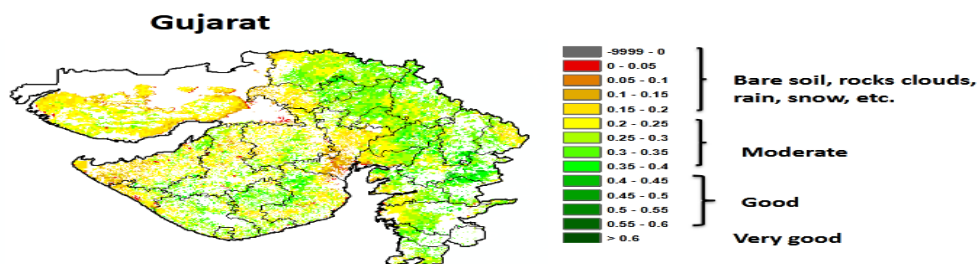 Gujarat
-9999 - 0
0 - 0.05
0.05 - 0.1
0.1 - 0.15
0.15 - 0.2
0.2 - 0.25
0.25 - 0.3
0.3 - 0.35
0.35 - 0.4
0.4 - 0.45
0.45 - 0.5
0.5 - 0.55
0.55 - 0.6
> 0.6
Bare soil, rocks clouds,
rain, snow, etc.
Moderate
Good
Very good